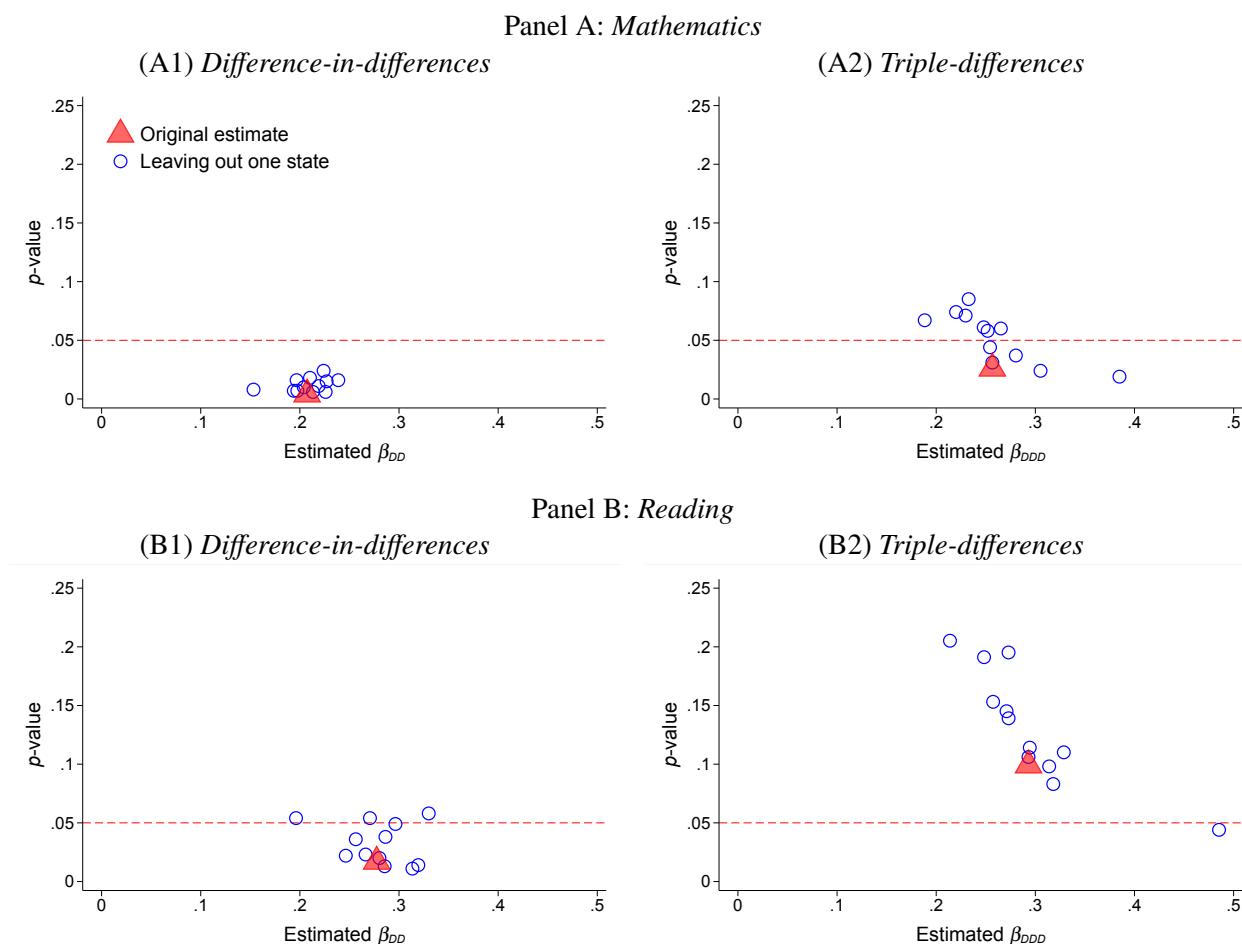 Panel A: Mathematics
(A1) Difference-in-differences
(A2) Triple-differences
.25
.2
.15
.1
.05
0
p-value
Original estimate
Leaving out one state
0 .1 .2 .3 .4 .5
Estimated βDD
.25
.2
.15
.1
.05
0
p-value
0 .1 .2 .3 .4 .5
Estimated βDDD
Panel B: Reading
(B1) Difference-in-differences
(B2) Triple-differences
.25
.2
.15
.1
.05
0
p-value
0 .1 .2 .3 .4 .5
Estimated βDD
.25
.2
.15
.1
.05
0
p-value
0 .1 .2 .3 .4 .5
Estimated βDDD